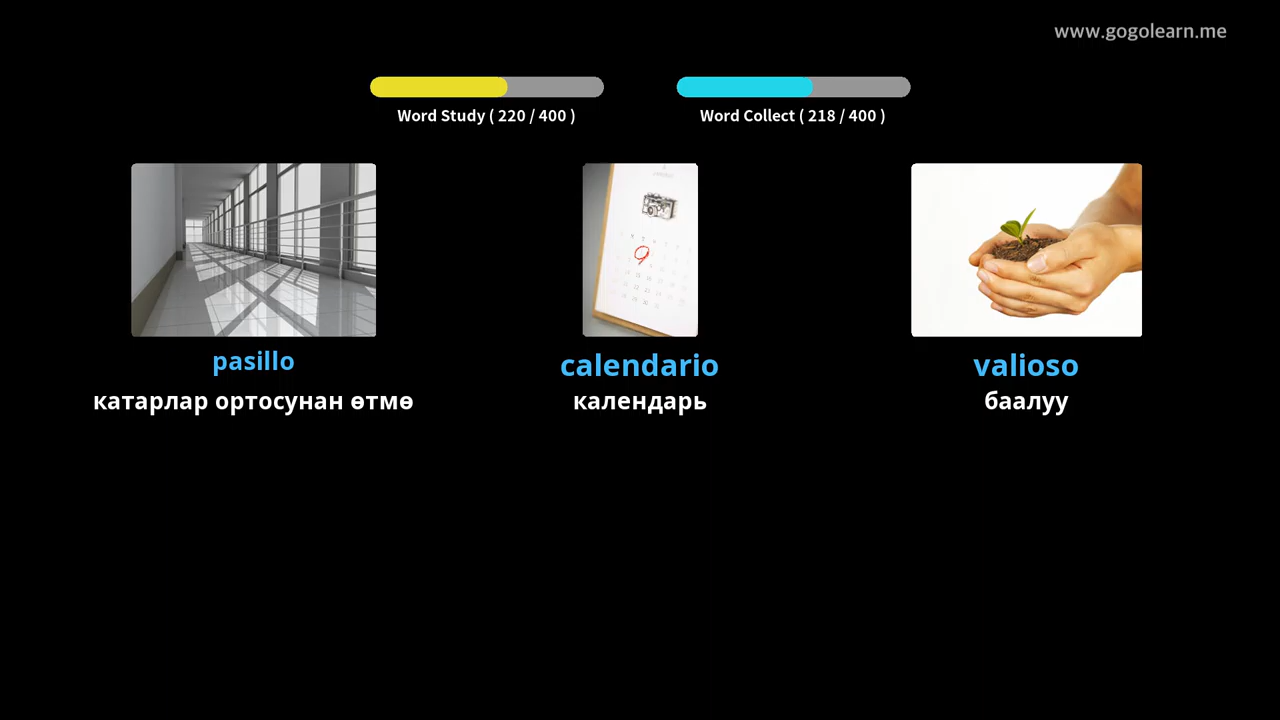 www.gogolearn.me
Word Study ( 220 / 400 )
Word Collect ( 218 / 400 )
pasillo
calendario
valioso
катарлар ортосунан өтмө
календарь
баалуу